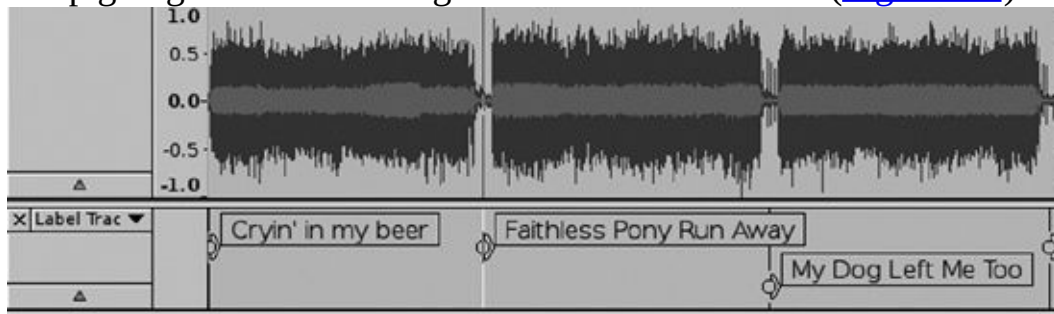 1.0
0.5
0.0
-0.5
-1.0
× Label Trac ▼
Cryin' in my beer
Faithless Pony Run Away
My Dog Left Me Too